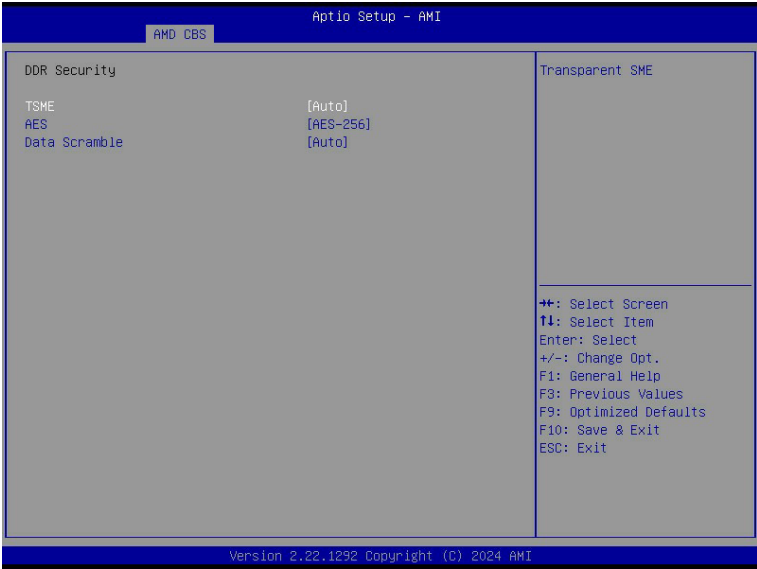 Aptio Setup - AMI
AMD CBS
DDR Security
TSME [Auto]
AES [AES-256]
Data Scramble [Auto]
Transparent SME
→←: Select Screen
↑↓: Select Item
Enter: Select
+/-: Change Opt.
F1: General Help
F3: Previous Values
F9: Optimized Defaults
F10: Save & Exit
ESC: Exit
Version 2.22.1292 Copyright (C) 2024 AMI